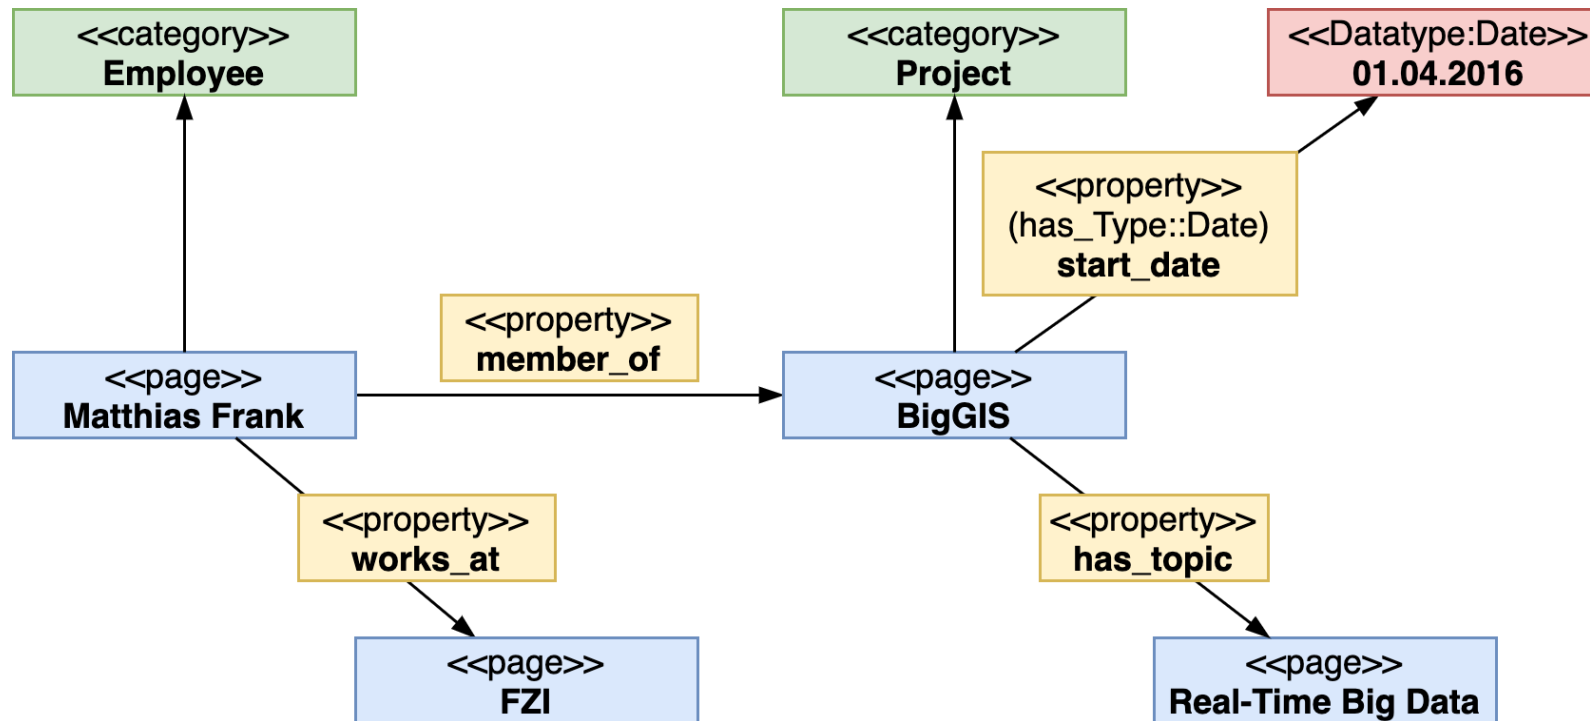 <<category>>
Employee
<<category>>
Project
<<Datatype:Date>>
01.04.2016
<<property>>
(has_Type::Date)
start_date
<<property>>
member_of
<<page>>
Matthias Frank
<<page>>
BigGIS
<<property>>
works_at
<<property>>
has_topic
<<page>>
FZI
<<page>>
Real-Time Big Data